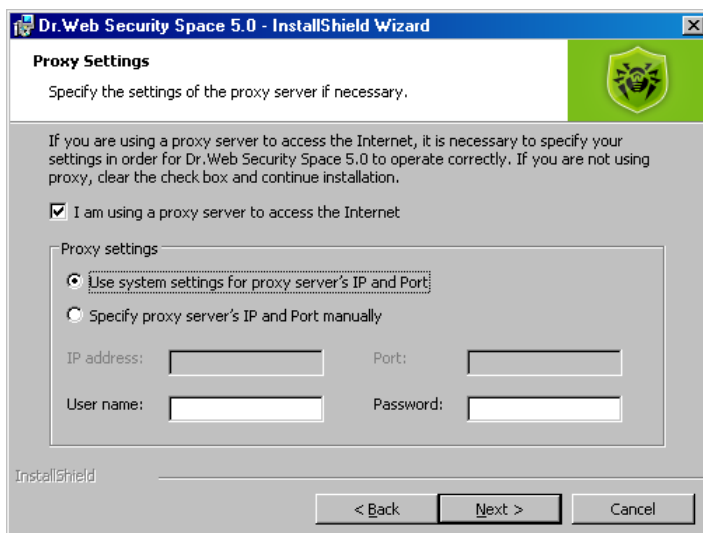 Dr.Web Security Space 5.0 - InstallShield Wizard
Proxy Settings
Specify the settings of the proxy server if necessary.
If you are using a proxy server to access the Internet, it is necessary to specify your
settings in order for Dr.Web Security Space 5.0 to operate correctly. If you are not using
proxy, clear the check box and continue installation.
I am using a proxy server to access the Internet
Proxy settings
Use system settings for proxy server's IP and Port
Specify proxy server's IP and Port manually
IP address: Port:
User name: Password:
InstallShield
< Back Next > Cancel